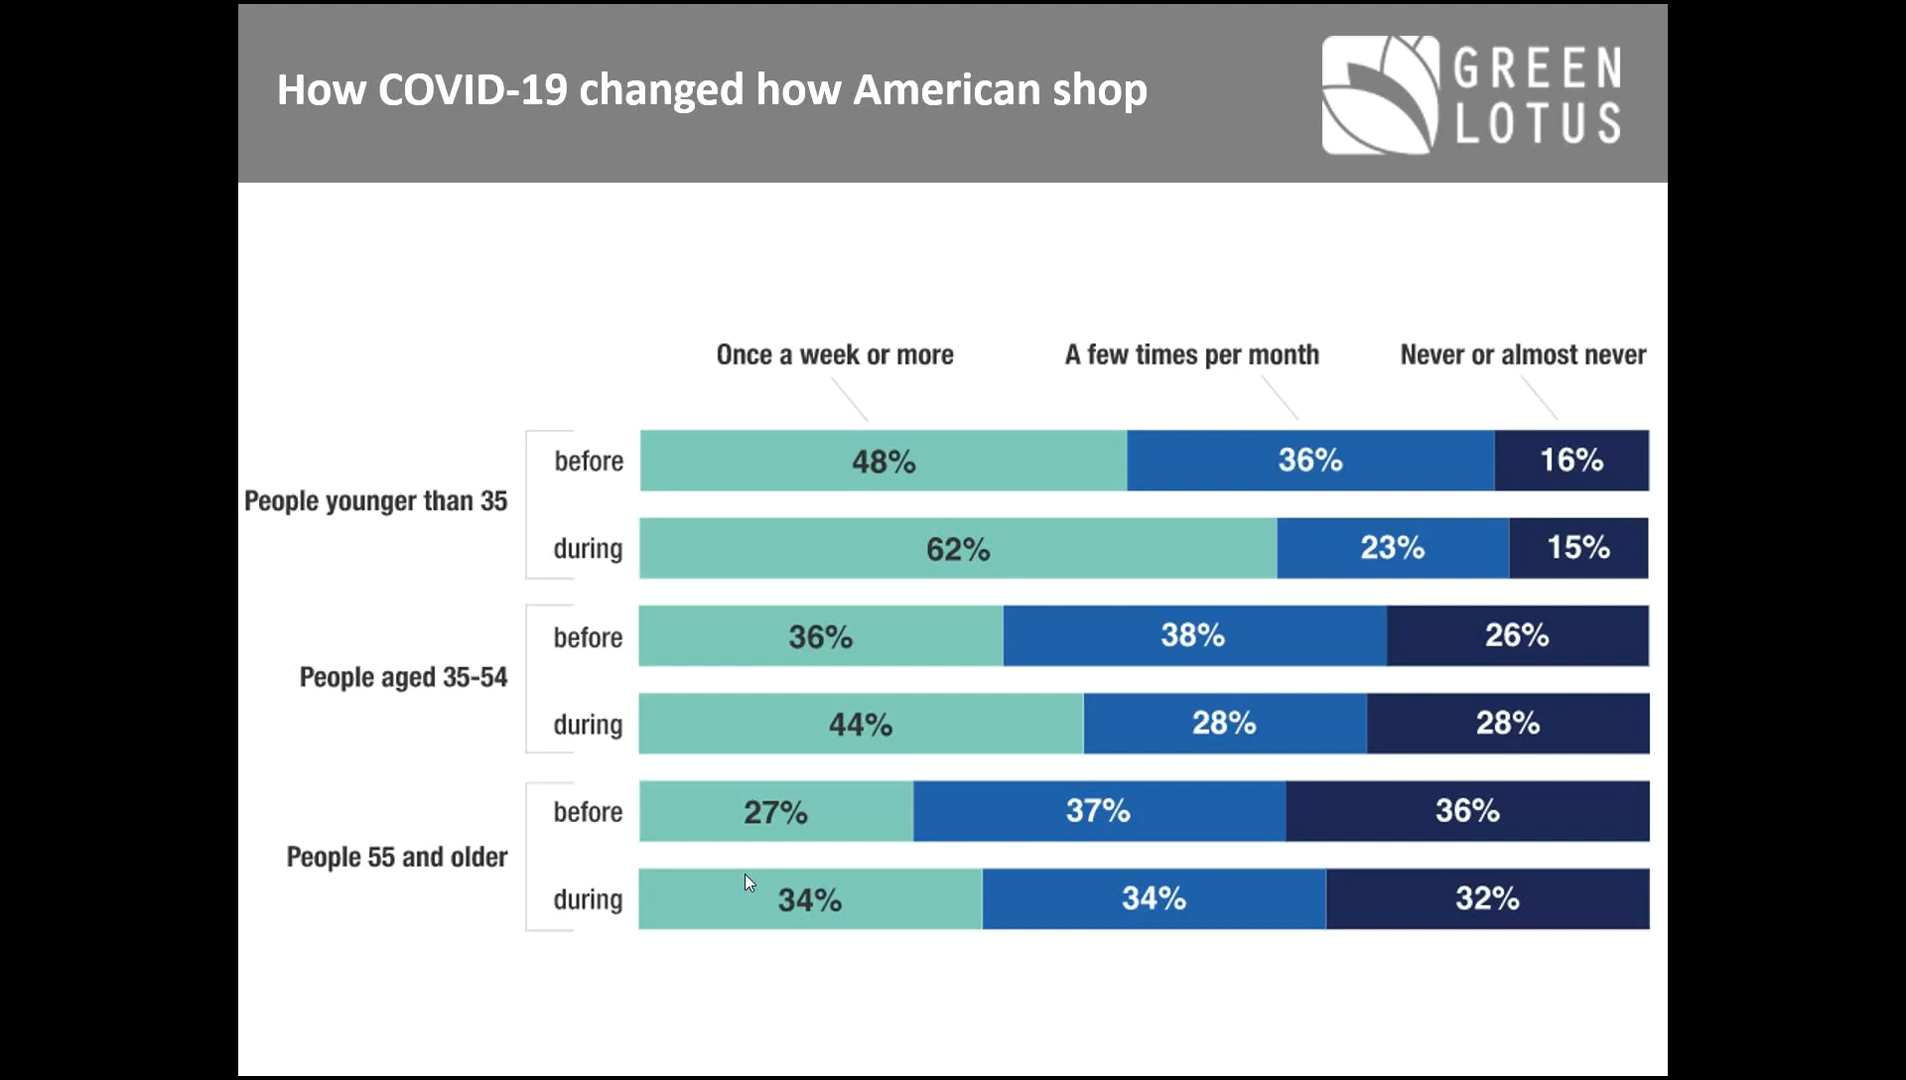 How COVID-19 changed how American shop
GREEN
LOTUS
Once a week or more
A few times per month
Never or almost never
People younger than 35
before
48%
36%
16%
during
62%
23%
15%
People aged 35-54
before
36%
38%
26%
during
44%
28%
28%
People 55 and older
before
27%
37%
36%
during
34%
34%
32%